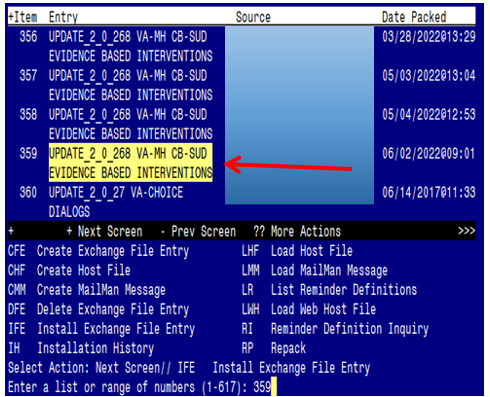 +Item Entry Source Date Packed
356 UPDATE_2_0_268 VA-MH CB-SUD 03/28/2022@13:29
EVIDENCE BASED INTERVENTIONS
357 UPDATE_2_0_268 VA-MH CB-SUD 05/03/2022@13:04
EVIDENCE BASED INTERVENTIONS
358 UPDATE_2_0_268 VA-MH CB-SUD 05/04/2022@12:53
EVIDENCE BASED INTERVENTIONS
359 UPDATE_2_0_268 VA-MH CB-SUD 06/02/2022@09:01
EVIDENCE BASED INTERVENTIONS
360 UPDATE_2_0_27 VA-CHOICE 06/14/2017@11:33
DIALOGS
+ + Next Screen - Prev Screen ?? More Actions >>>
CFE Create Exchange File Entry LHF Load Host File
CHF Create Host File LMM Load MailMan Message
CMM Create MailMan Message LR List Reminder Definitions
DFE Delete Exchange File Entry LWH Load Web Host File
IFE Install Exchange File Entry RI Reminder Definition Inquiry
IH Installation History RP Repack
Select Action: Next Screen// IFE Install Exchange File Entry
Enter a list or range of numbers (1-617): 359